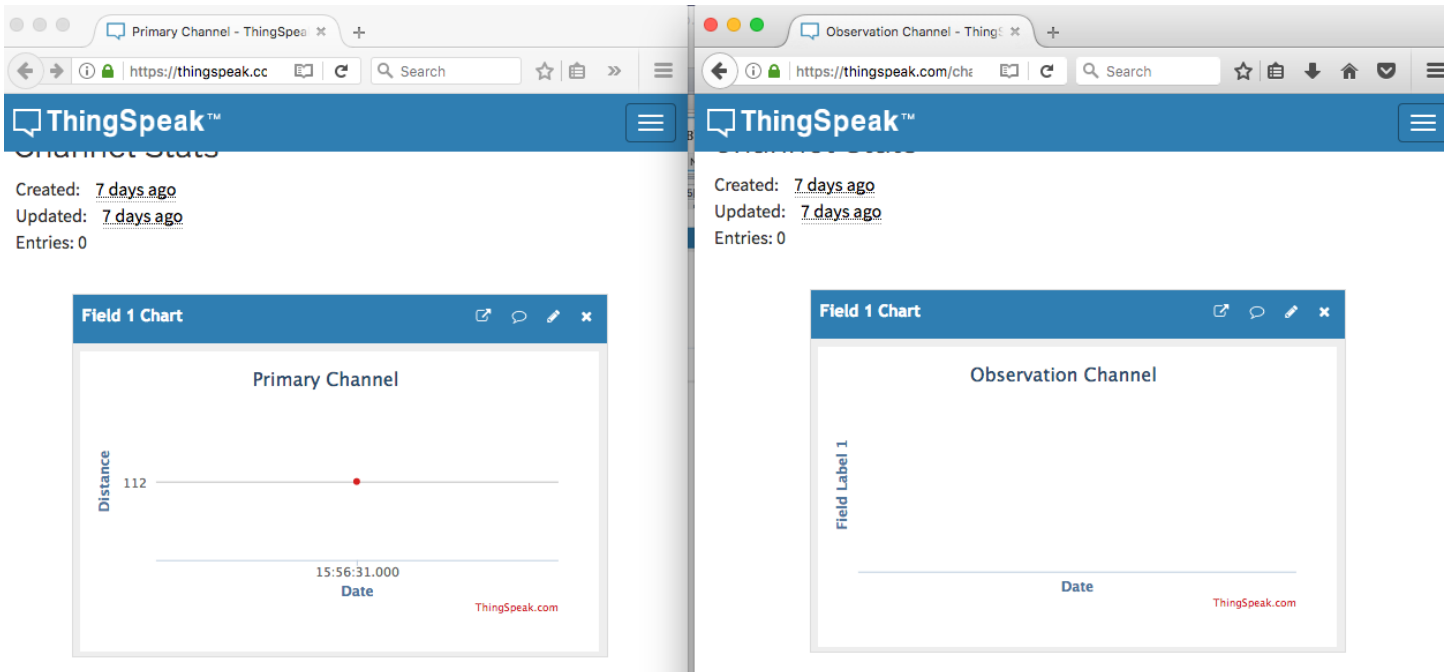 Primary Channel - ThingSpea
https://thingspeak.cc
Search
ThingSpeak™
Channel Stats
Created: 7 days ago
Updated: 7 days ago
Entries: 0
Field 1 Chart
Primary Channel
Distance
112
15:56:31.000
Date
ThingSpeak.com
Observation Channel - Thing
https://thingspeak.com/cha
Search
ThingSpeak™
Created: 7 days ago
Updated: 7 days ago
Entries: 0
Field 1 Chart
Observation Channel
Field Label 1
Date
ThingSpeak.com